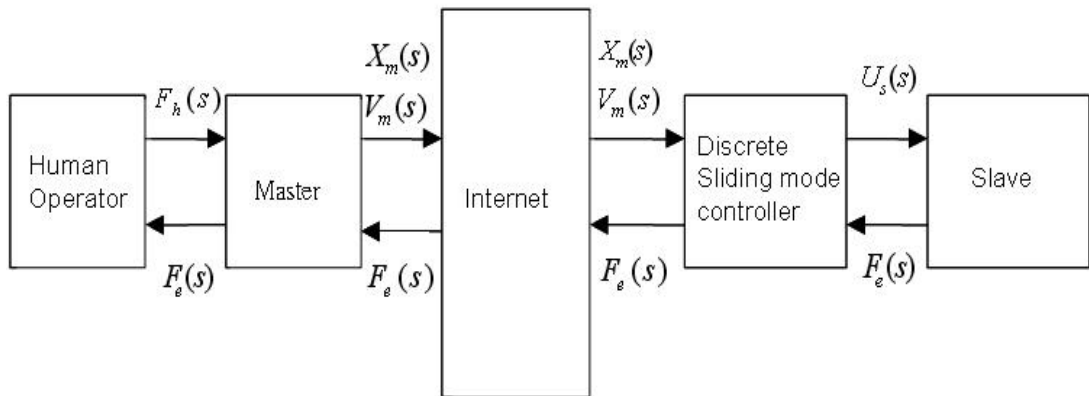 Human
Operator
F_h(s)
F_e(s)
Master
X_m(s)
V_m(s)
F_e(s)
Internet
X_m(s)
V_m(s)
F_e(s)
Discrete
Sliding mode
controller
U_s(s)
F_e(s)
Slave